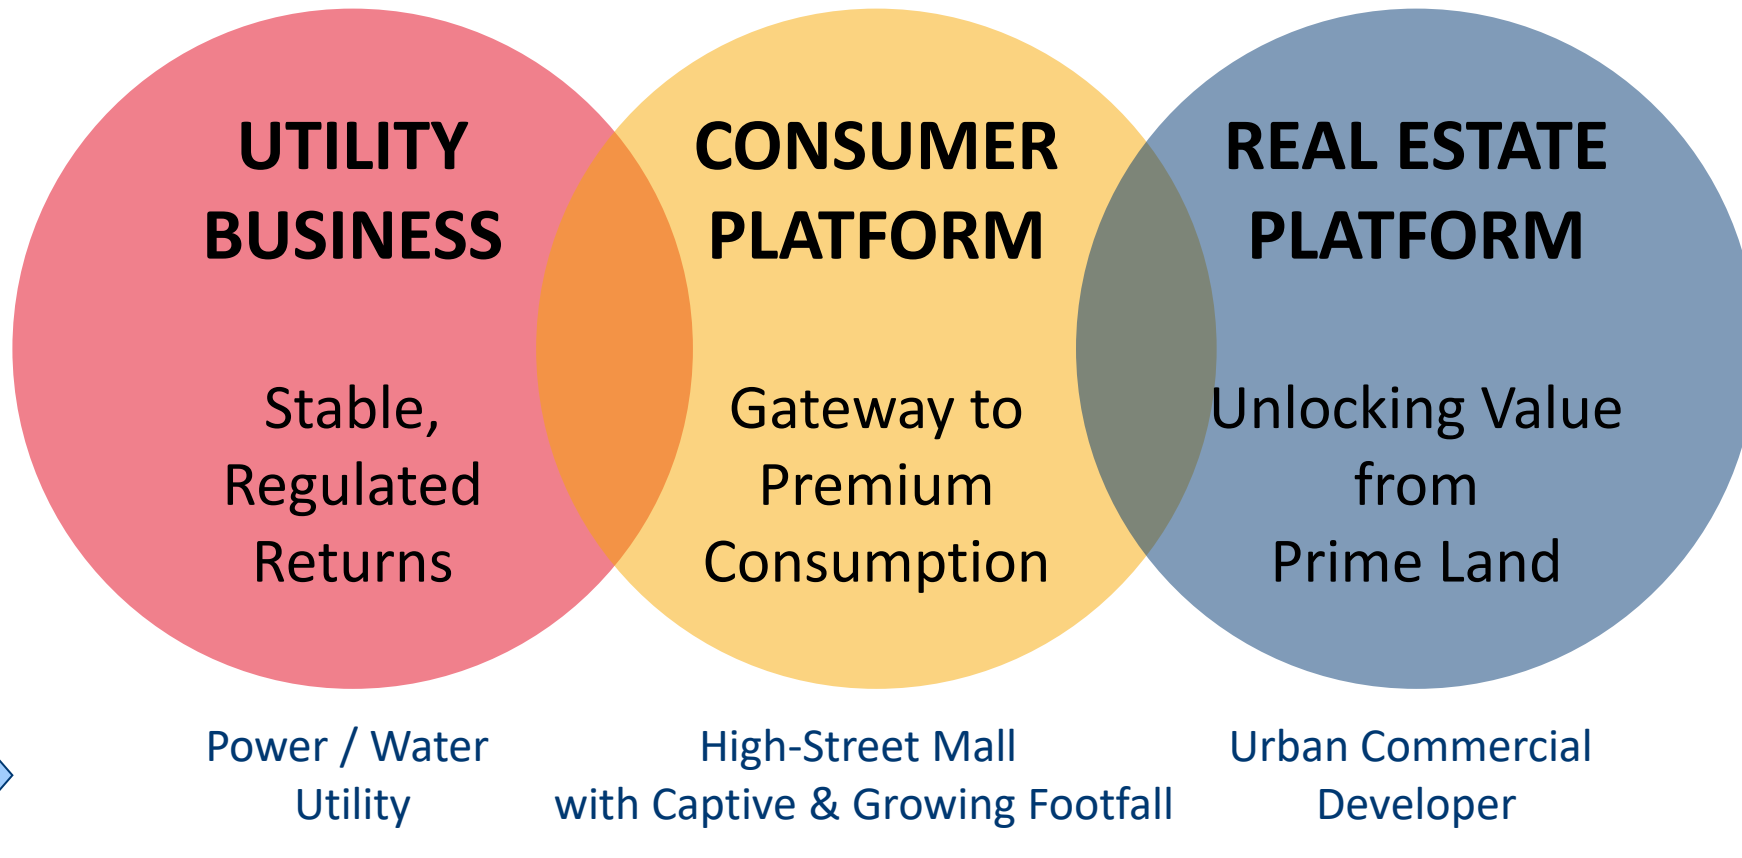 UTILITY
BUSINESS
Stable,
Regulated
Returns
Power / Water
Utility
CONSUMER
PLATFORM
Gateway to
Premium
Consumption
High-Street Mall
with Captive & Growing Footfall
REAL ESTATE
PLATFORM
Unlocking Value
from
Prime Land
Urban Commercial
Developer